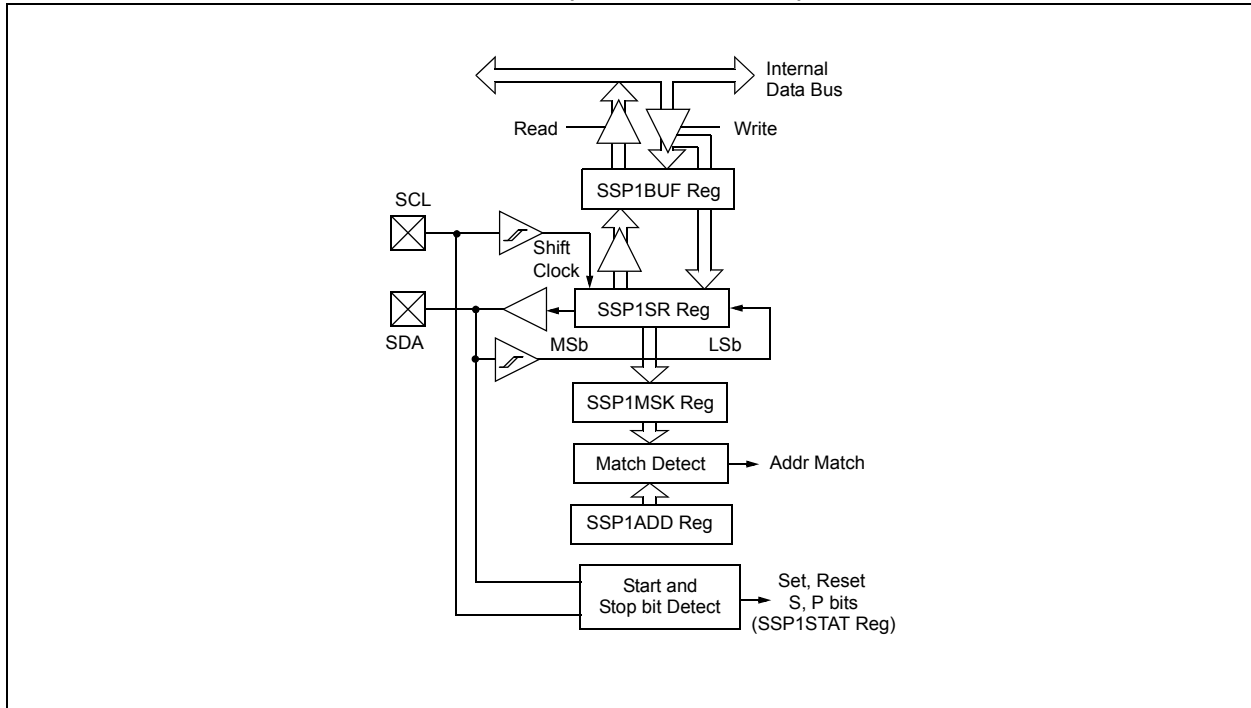 Internal
Data Bus
Read
Write
SSP1BUF Reg
SCL
Shift
Clock
SSP1SR Reg
SDA
MSb
LSb
SSP1MSK Reg
Match Detect
Addr Match
SSP1ADD Reg
Start and
Stop bit Detect
Set, Reset
S, P bits
(SSP1STAT Reg)